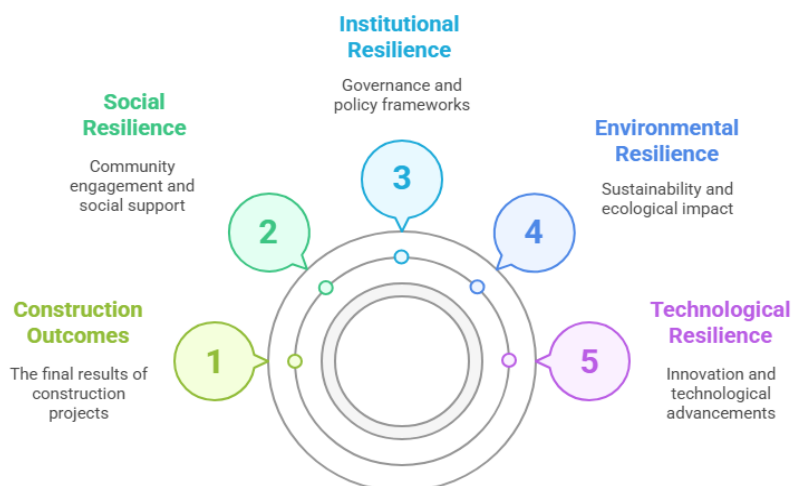 Construction
Outcomes
The final results of
construction
projects
1
Social
Resilience
Community
engagement and
social support
2
Institutional
Resilience
Governance and
policy frameworks
3
Environmental
Resilience
Sustainability and
ecological impact
4
Technological
Resilience
Innovation and
technological
advancements
5